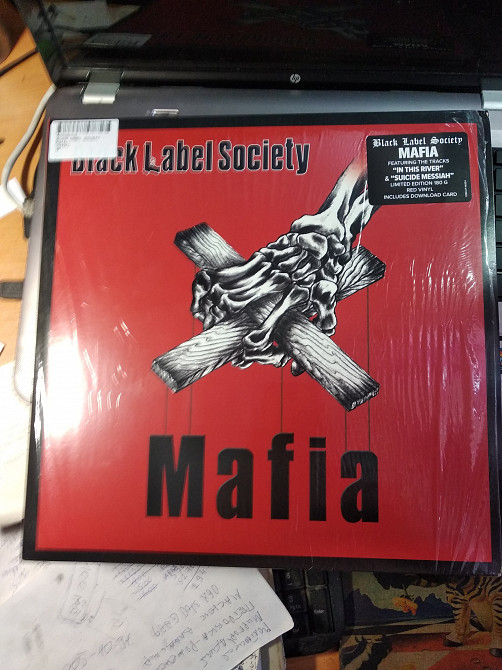 hp
Black Label Society
Black Label Society
MAFIA
FEATURING THE TRACKS
"IN THIS RIVER"
& "SUICIDE MESSIAH"
LIMITED EDITION 180 G
RED VINYL
INCLUDES DOWNLOAD CARD
Mafia